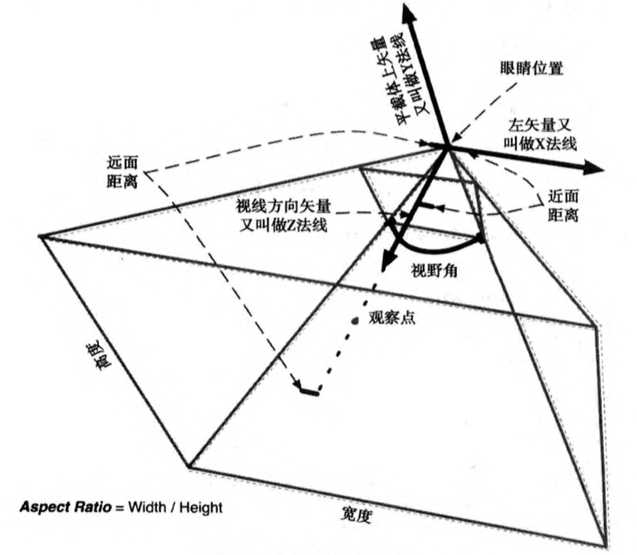 平截体上矢量
又叫做Y法线
眼睛位置
左矢量又
叫做X法线
远面
距离
视线方向矢量
又叫做Z法线
近面
距离
视野角
观察点
高度
Aspect Ratio = Width / Height
宽度